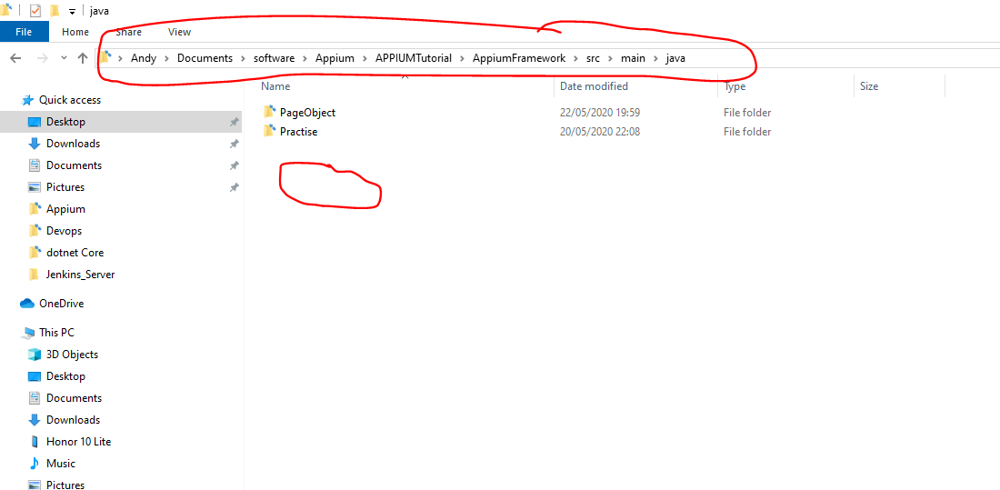 java
File Home Share View
Andy Documents software Appium APPIUMTutorial AppiumFramework src main java
Name Date modified Type Size
Quick access
Desktop
Downloads
Documents
Pictures
Appium
Devops
dotnet Core
Jenkins_Server
OneDrive
This PC
3D Objects
Desktop
Documents
Downloads
Honor 10 Lite
Music
Pictures
PageObject 22/05/2020 19:59 File folder
Practise 20/05/2020 22:08 File folder